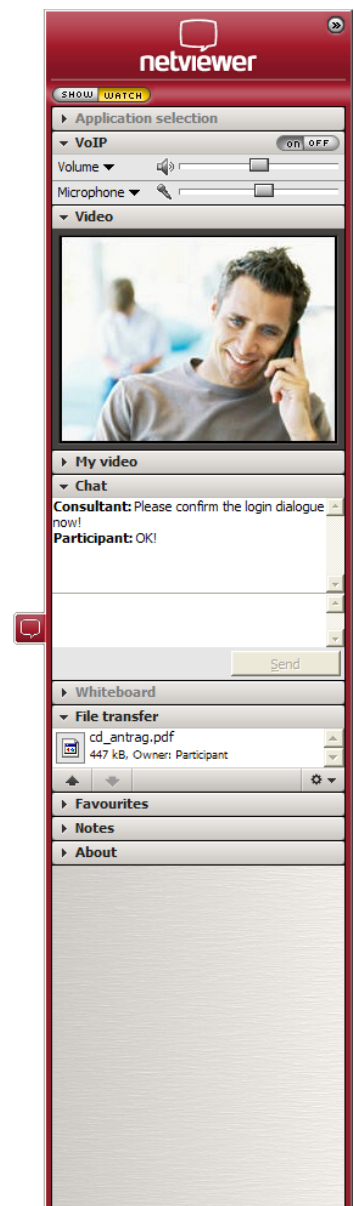 netviewer
SHOW WATCH
Application selection
VoIP on OFF
Volume
Microphone
Video
My video
Chat
Consultant: Please confirm the login dialogue
now!
Participant: OK!
Send
Whiteboard
File transfer
cd_antrag.pdf
447 kB, Owner: Participant
Favourites
Notes
About